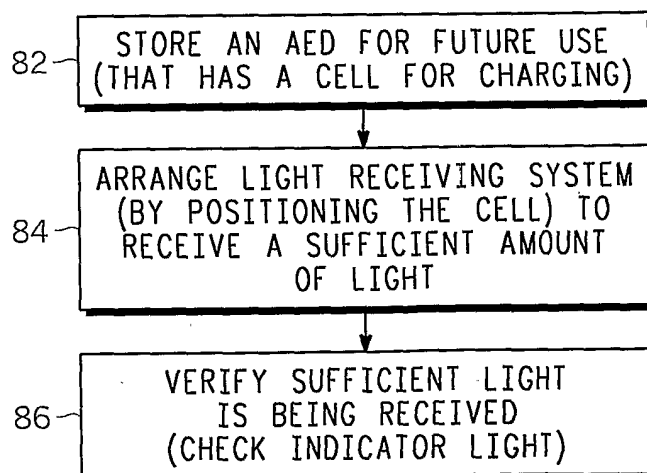 82
STORE AN AED FOR FUTURE USE
(THAT HAS A CELL FOR CHARGING)
84
ARRANGE LIGHT RECEIVING SYSTEM
(BY POSITIONING THE CELL) TO
RECEIVE A SUFFICIENT AMOUNT
OF LIGHT
86
VERIFY SUFFICIENT LIGHT
IS BEING RECEIVED
(CHECK INDICATOR LIGHT)